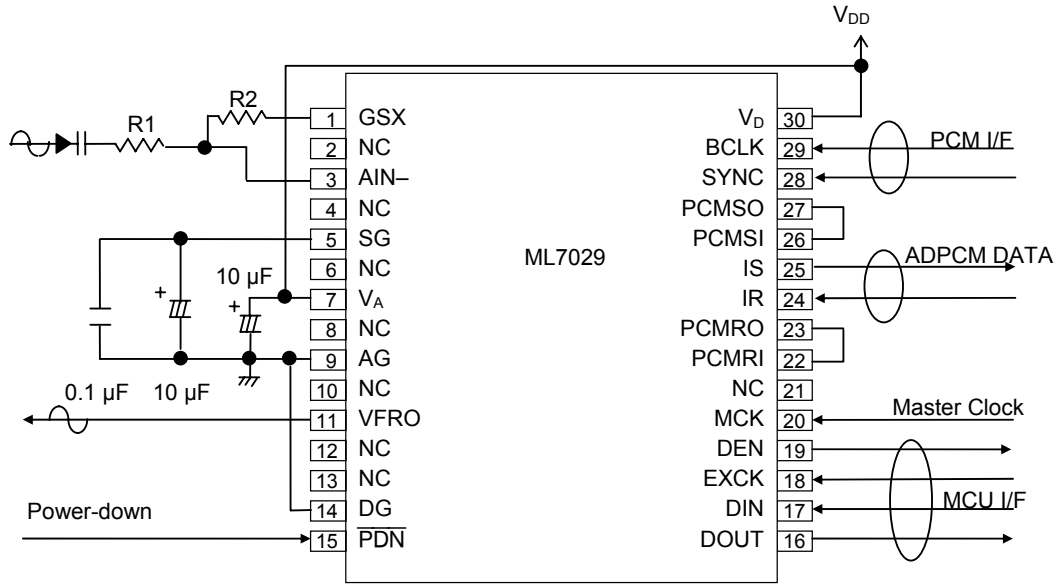 VDD
R2
R1
1 GSX
2 NC
3 AIN–
4 NC
5 SG
6 NC
7 VA
8 NC
9 AG
10 NC
11 VFRO
12 NC
13 NC
14 DG
15 PDN
ML7029
VD 30
BCLK 29
SYNC 28
PCMSO 27
PCMSI 26
IS 25
IR 24
PCMRO 23
PCMRI 22
NC 21
MCK 20
DEN 19
EXCK 18
DIN 17
DOUT 16
PCM I/F
ADPCM DATA
Master Clock
MCU I/F
10 µF
+
+
0.1 µF 10 µF
Power-down